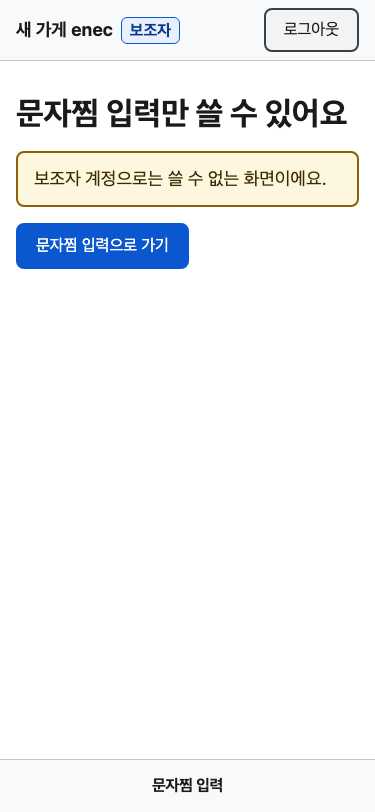 새 가게 enec 보조자 로그아웃
문자찜 입력만 쓸 수 있어요
보조자 계정으로는 쓸 수 없는 화면이에요.
문자찜 입력으로 가기
문자찜 입력